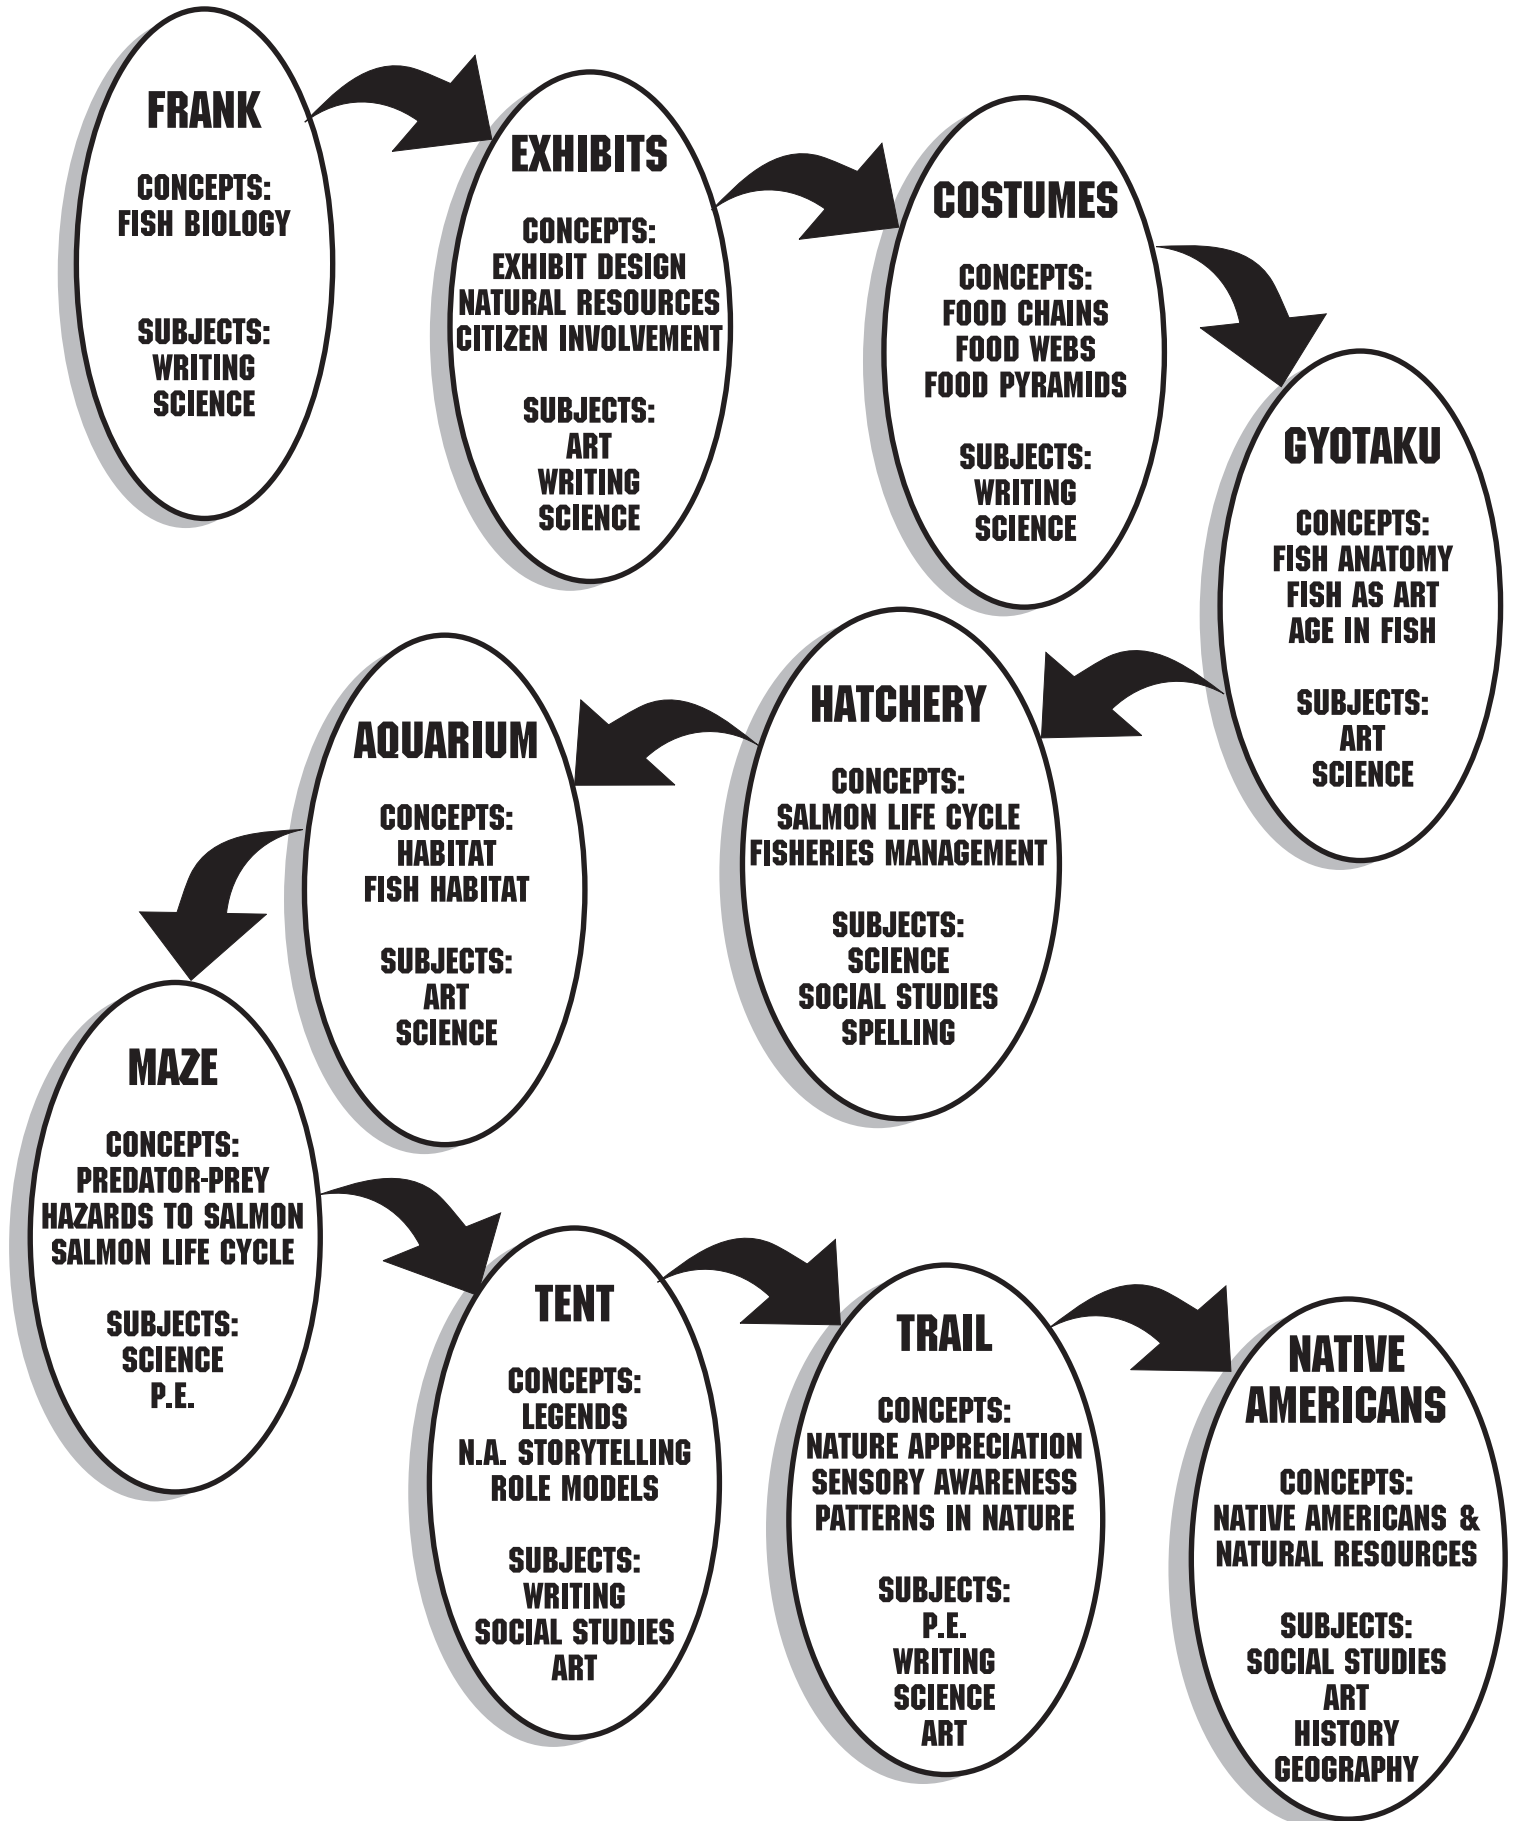 FRANK
CONCEPTS:
FISH BIOLOGY
SUBJECTS:
WRITING
SCIENCE
EXHIBITS
CONCEPTS:
EXHIBIT DESIGN
NATURAL RESOURCES
CITIZEN INVOLVEMENT
SUBJECTS:
ART
WRITING
SCIENCE
COSTUMES
CONCEPTS:
FOOD CHAINS
FOOD WEBS
FOOD PYRAMIDS
SUBJECTS:
WRITING
SCIENCE
GYOTAKU
CONCEPTS:
FISH ANATOMY
FISH AS ART
AGE IN FISH
SUBJECTS:
ART
SCIENCE
HATCHERY
CONCEPTS:
SALMON LIFE CYCLE
FISHERIES MANAGEMENT
SUBJECTS:
SCIENCE
SOCIAL STUDIES
SPELLING
AQUARIUM
CONCEPTS:
HABITAT
FISH HABITAT
SUBJECTS:
ART
SCIENCE
MAZE
CONCEPTS:
PREDATOR-PREY
HAZARDS TO SALMON
SALMON LIFE CYCLE
SUBJECTS:
SCIENCE
P.E.
TENT
CONCEPTS:
LEGENDS
N.A. STORYTELLING
ROLE MODELS
SUBJECTS:
WRITING
SOCIAL STUDIES
ART
TRAIL
CONCEPTS:
NATURE APPRECIATION
SENSORY AWARENESS
PATTERNS IN NATURE
SUBJECTS:
P.E.
WRITING
SCIENCE
ART
NATIVE
AMERICANS
CONCEPTS:
NATIVE AMERICANS &
NATURAL RESOURCES
SUBJECTS:
SOCIAL STUDIES
ART
HISTORY
GEOGRAPHY